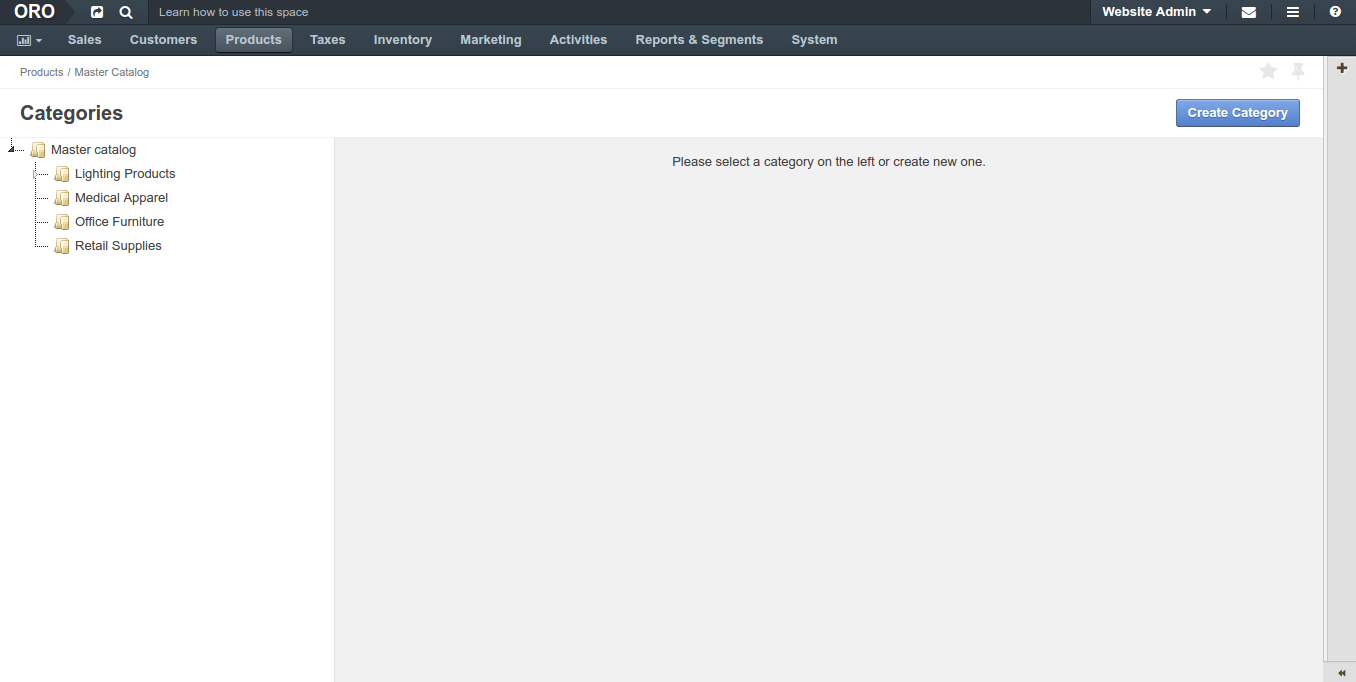 ORO Learn how to use this space Website Admin
Sales Customers Products Taxes Inventory Marketing Activities Reports & Segments System
Products / Master Catalog
Categories Create Category
Master catalog
Please select a category on the left or create new one.
Lighting Products
Medical Apparel
Office Furniture
Retail Supplies